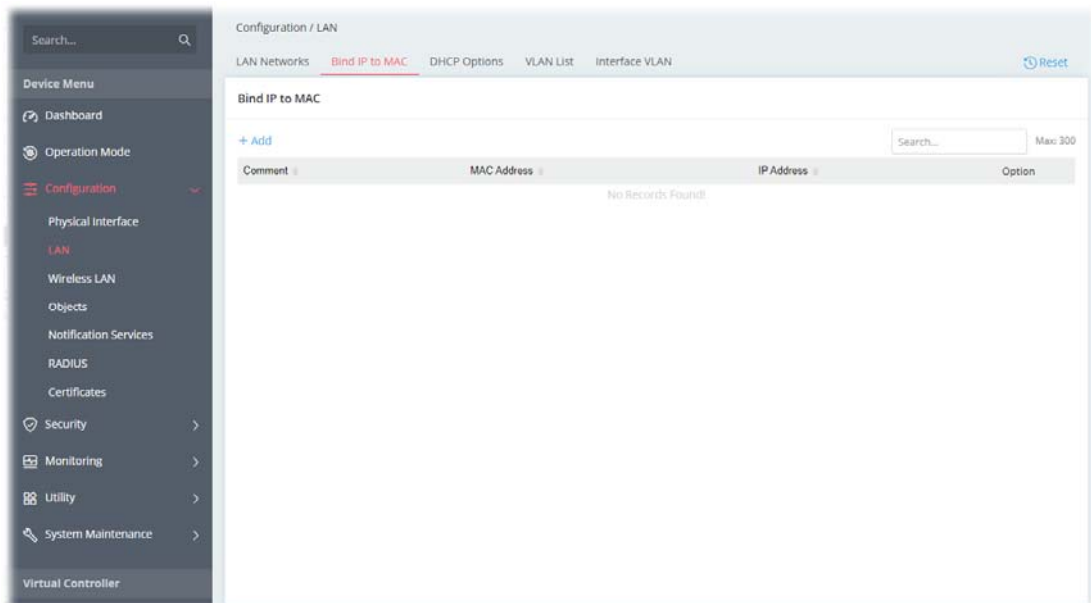 Search...
Device Menu
Dashboard
Operation Mode
Configuration
Physical Interface
LAN
Wireless LAN
Objects
Notification Services
RADIUS
Certificates
Security
Monitoring
Utility
System Maintenance
Virtual Controller
Configuration / LAN
LAN Networks Bind IP to MAC DHCP Options VLAN List Interface VLAN Reset
Bind IP to MAC
+ Add Search... Max: 300
Comment MAC Address IP Address Option
No Records Found!